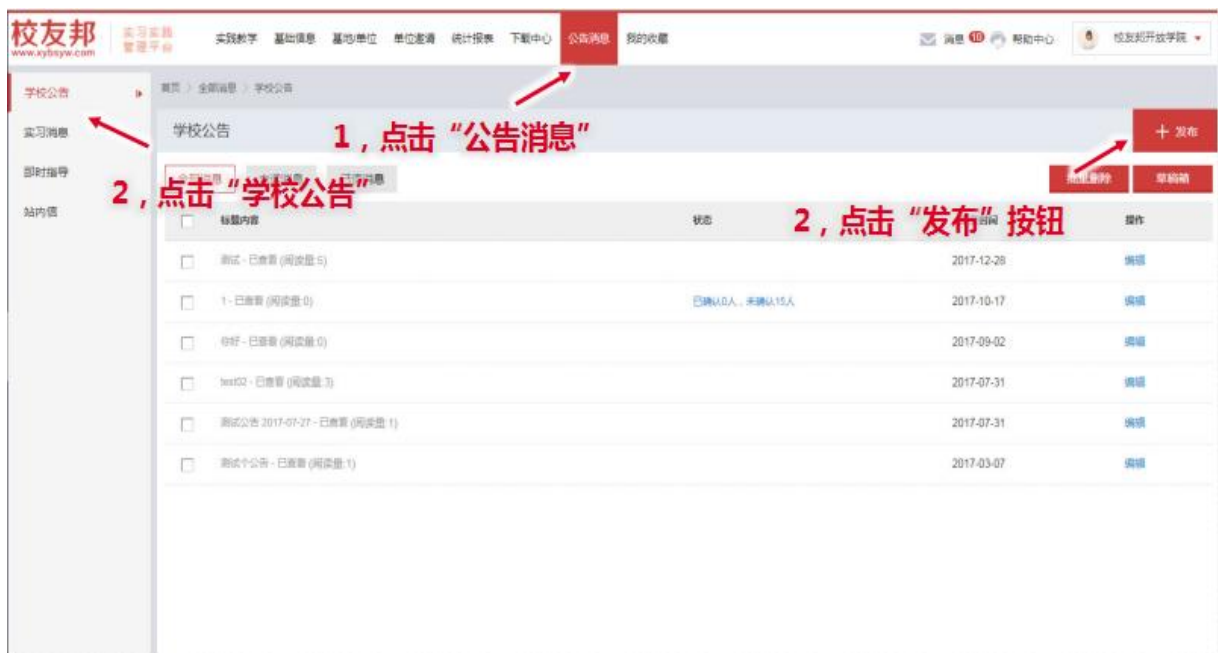 校友邦 实习实践
www.xybsyw.com 管理平台
实践教学 基础信息 基地/单位 单位邀请 统计报表 下载中心 公告消息 我的收藏
消息 10 帮助中心 校友邦开放学院
学校公告
实习消息
即时指导
站内信
首页 〉 全部消息 〉 学校公告
学校公告
+ 发布
1，点击“公告消息”
2，点击“学校公告”
2，点击“发布”按钮
批量删除 草稿箱
标题内容 状态 操作
测试 - 已查看 (阅读量:5) 2017-12-28 编辑
1 - 已查看 (阅读量:0) 已确认0人，未确认15人 2017-10-17 编辑
你好 - 已查看 (阅读量:0) 2017-09-02 编辑
test02 - 已查看 (阅读量:3) 2017-07-31 编辑
测试公告 2017-07-27 - 已查看 (阅读量:1) 2017-07-31 编辑
测试个公告 - 已查看 (阅读量:1) 2017-03-07 编辑